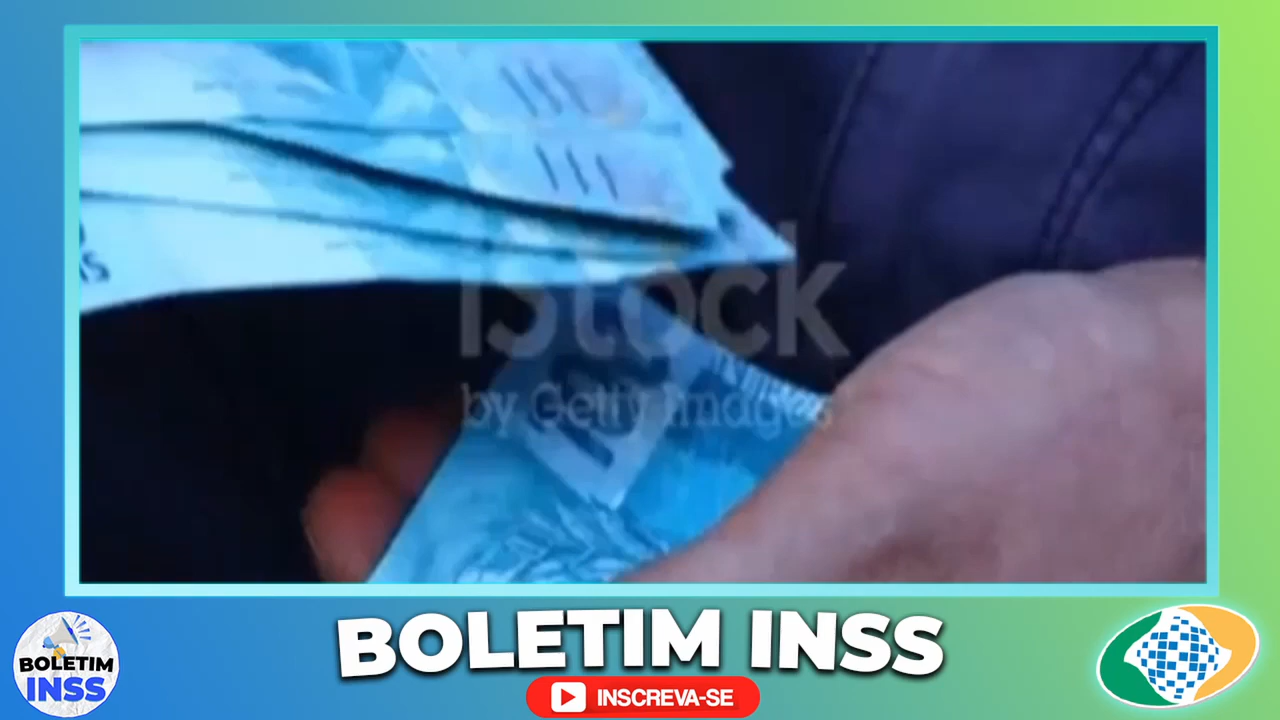 iStock
by Getty Images
BOLETIM INSS
BOLETIM
INSS
INSCREVA-SE